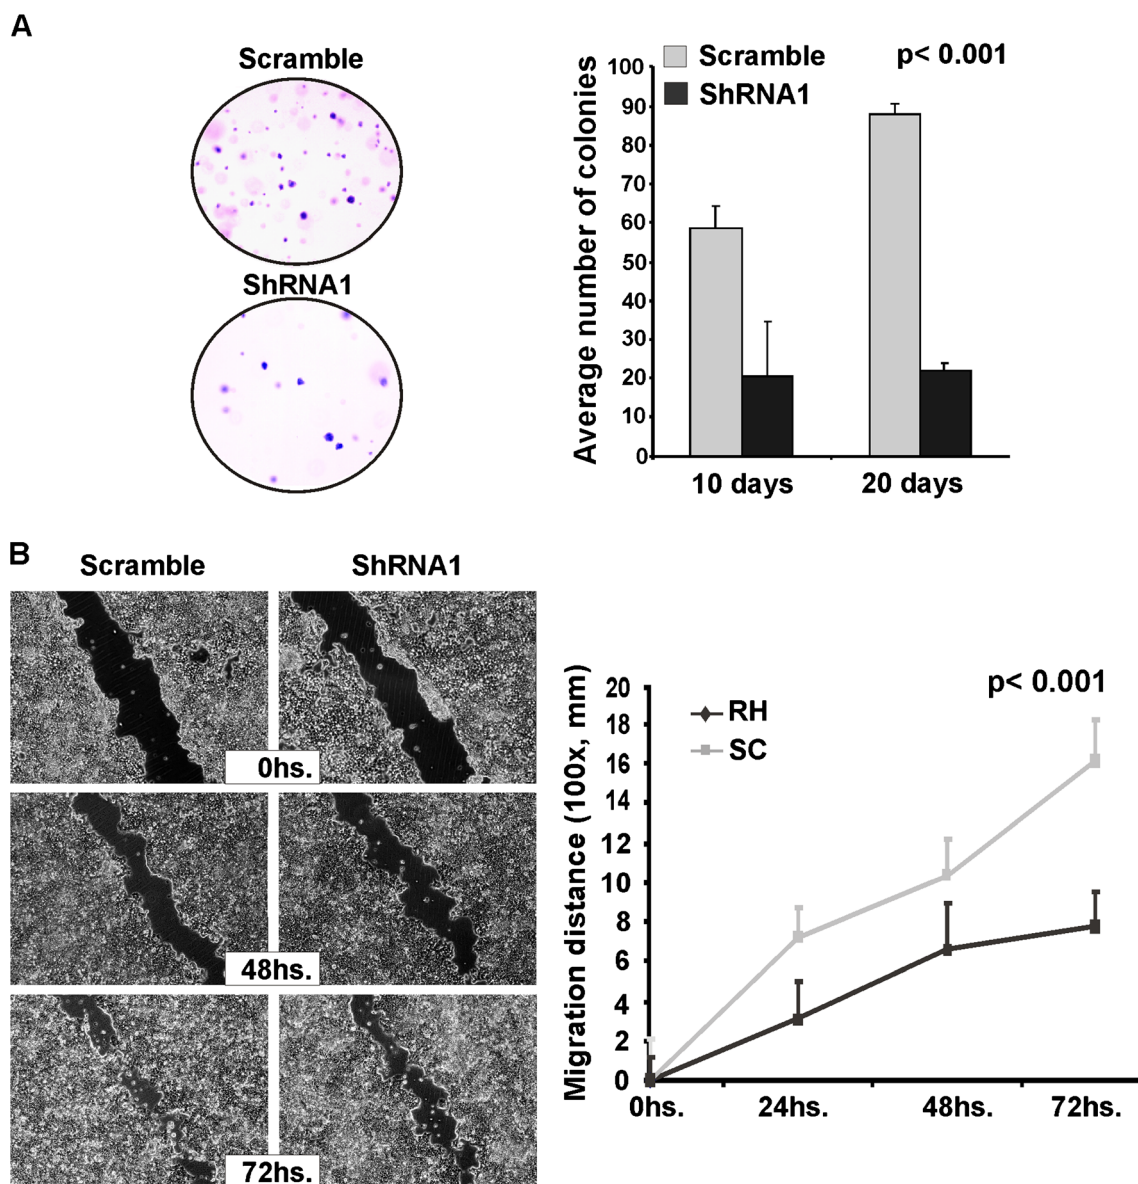 A
Scramble
ShRNA1
Average number of colonies
100
90
80
70
60
50
40
30
20
10
0
Scramble
ShRNA1
p< 0.001
10 days
20 days
B
Scramble
ShRNA1
0hs.
48hs.
72hs.
Migration distance (100x, mm)
20
18
16
14
12
10
8
6
4
2
0
RH
SC
p< 0.001
0hs.
24hs.
48hs.
72hs.